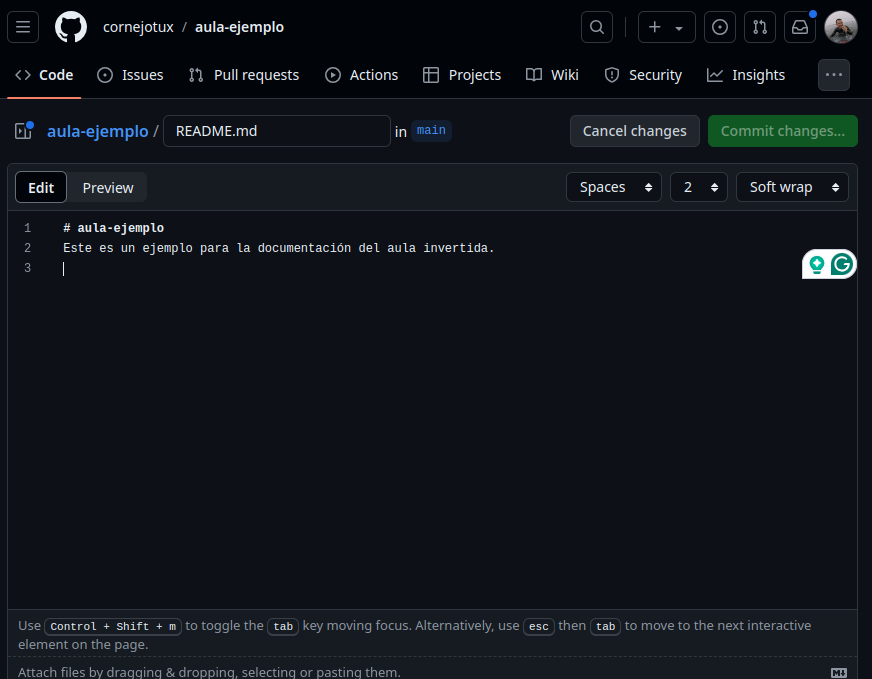 cornejotux / aula-ejemplo
Code Issues Pull requests Actions Projects Wiki Security Insights
aula-ejemplo / README.md in main Cancel changes Commit changes...
Edit Preview Spaces 2 Soft wrap
1 # aula-ejemplo
2 Este es un ejemplo para la documentación del aula invertida.
3
Use Control + Shift + m to toggle the tab key moving focus. Alternatively, use esc then tab to move to the next interactive
element on the page.
Attach files by dragging & dropping, selecting or pasting them.